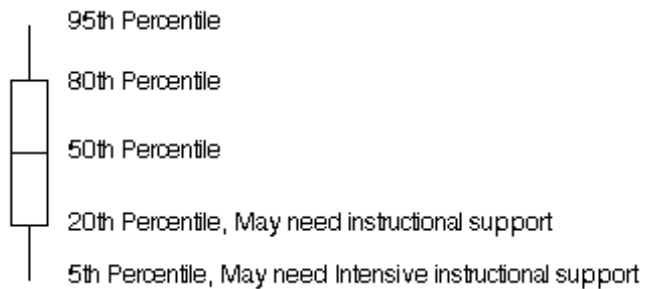 95th Percentile
80th Percentile
50th Percentile
20th Percentile, May need instructional support
5th Percentile, May need Intensive instructional support